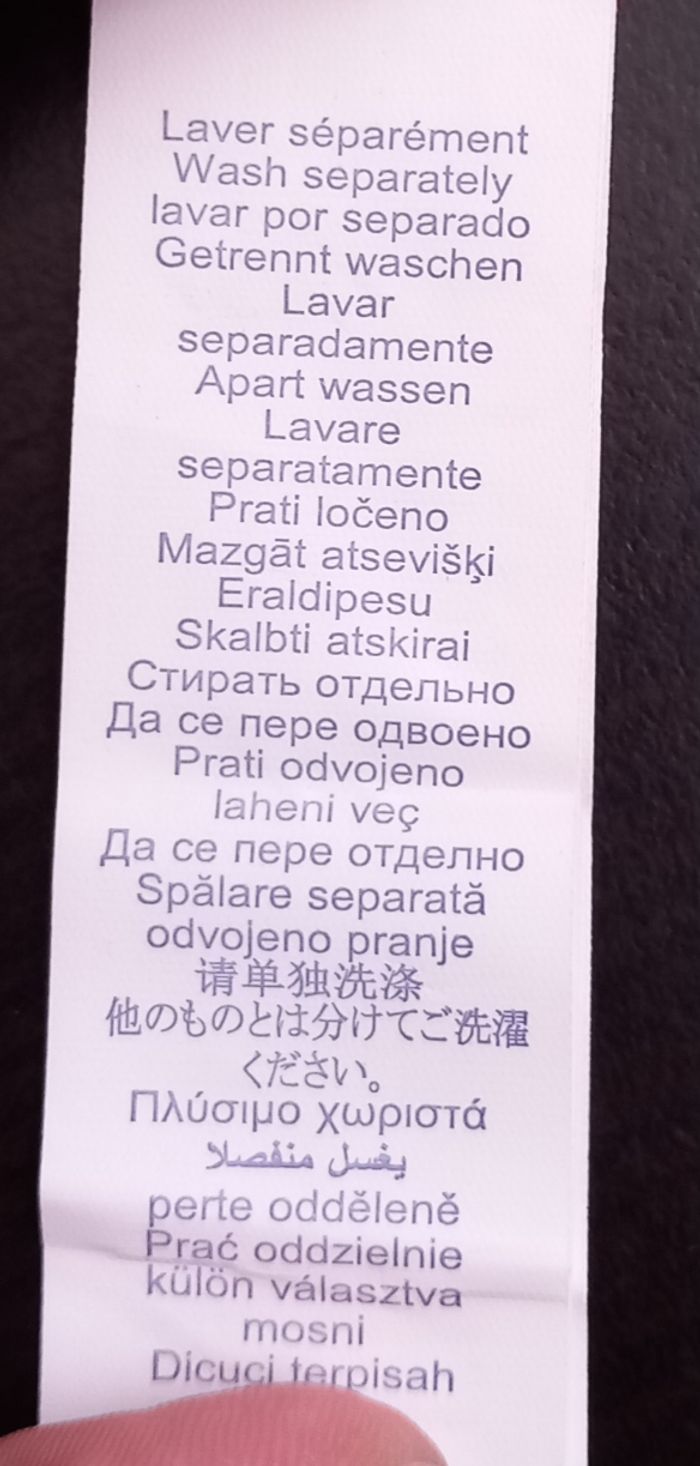 Laver séparément
Wash separately
lavar por separado
Getrennt waschen
Lavar
separadamente
Apart wassen
Lavare
separatamente
Prati ločeno
Mazgāt atsevišķi
Eraldipesu
Skalbti atskirai
Стирать отдельно
Да се пере одвоено
Prati odvojeno
laheni veç
Да се пере отделно
Spălare separată
odvojeno pranje
请单独洗涤
他のものとは分けてご洗濯
ください。
Πλύσιμο χωριστά
يغسل منفصلا
perte odděleně
Prać oddzielnie
külön választva
mosni
Dicuci terpisah